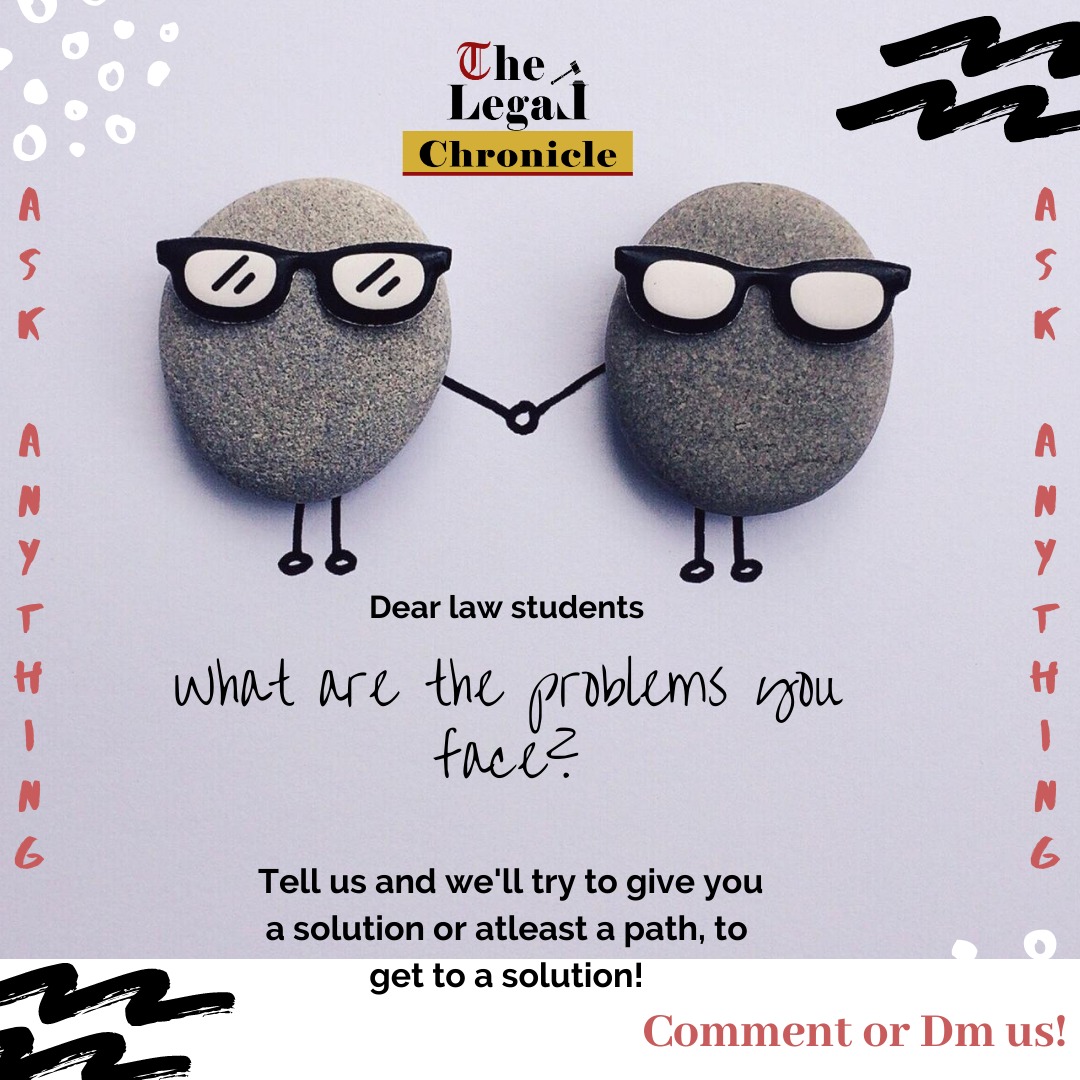 The
Legal
Chronicle
ASK ANYTHING
ASK ANYTHING
Dear law students
what are the problems you
face?
Tell us and we'll try to give you
a solution or atleast a path, to
get to a solution!
Comment or Dm us!